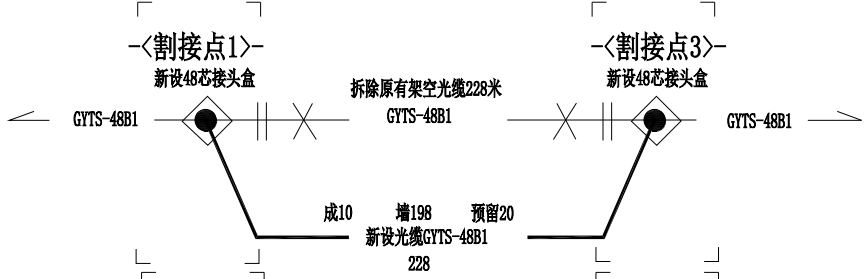 -<割接点1>-
新设48芯接头盒
-<割接点3>-
新设48芯接头盒
拆除原有架空光缆228米
GYTS-48B1
GYTS-48B1
GYTS-48B1
成10 墙198 预留20
新设光缆GYTS-48B1
228